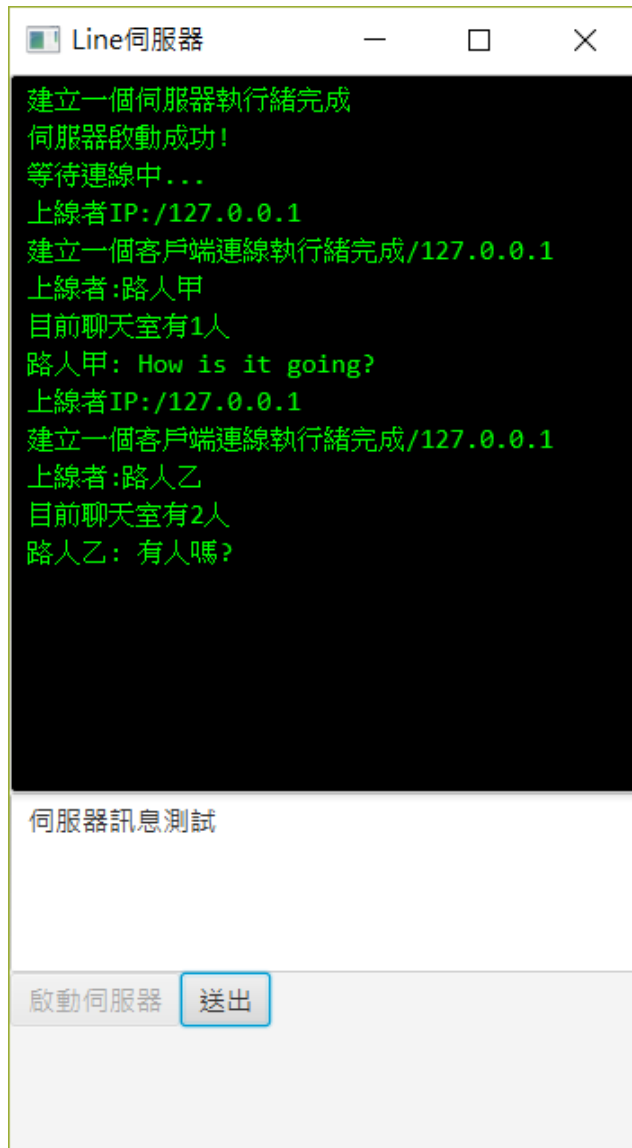 Line伺服器
建立一個伺服器執行緒完成
伺服器啟動成功!
等待連線中...
上線者IP:/127.0.0.1
建立一個客戶端連線執行緒完成/127.0.0.1
上線者:路人甲
目前聊天室有1人
路人甲: How is it going?
上線者IP:/127.0.0.1
建立一個客戶端連線執行緒完成/127.0.0.1
上線者:路人乙
目前聊天室有2人
路人乙: 有人嗎?
伺服器訊息測試
啟動伺服器 送出